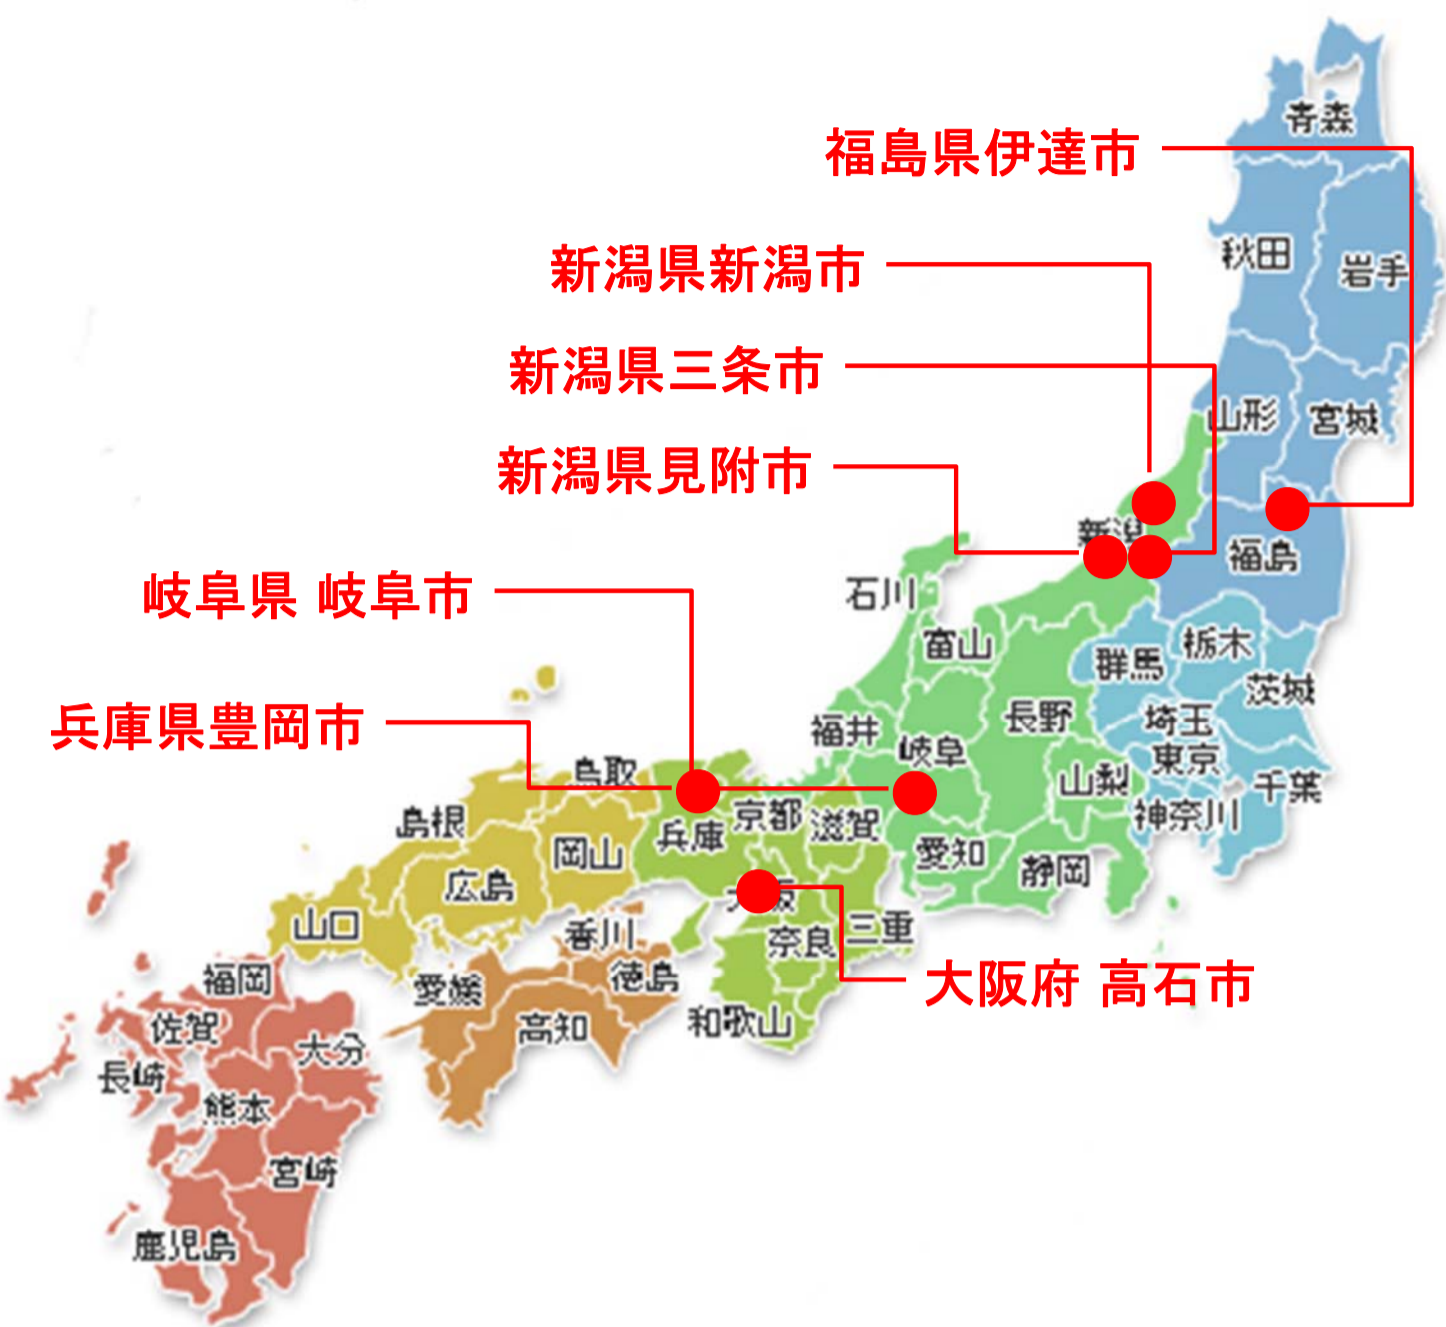 青森
福島県伊達市
秋田
岩手
新潟県新潟市
新潟県三条市
山形
宮城
新潟県見附市
新潟
福島
石川
岐阜県 岐阜市
富山
群馬
栃木
茨城
兵庫県豊岡市
福井
岐阜
長野
埼玉
東京
千葉
山梨
神奈川
鳥取
島根
兵庫
京都
滋賀
愛知
静岡
岡山
広島
大阪
山口
香川
奈良
三重
福岡
愛媛
徳島
大阪府 高石市
佐賀
高知
和歌山
大分
長崎
熊本
宮崎
鹿児島